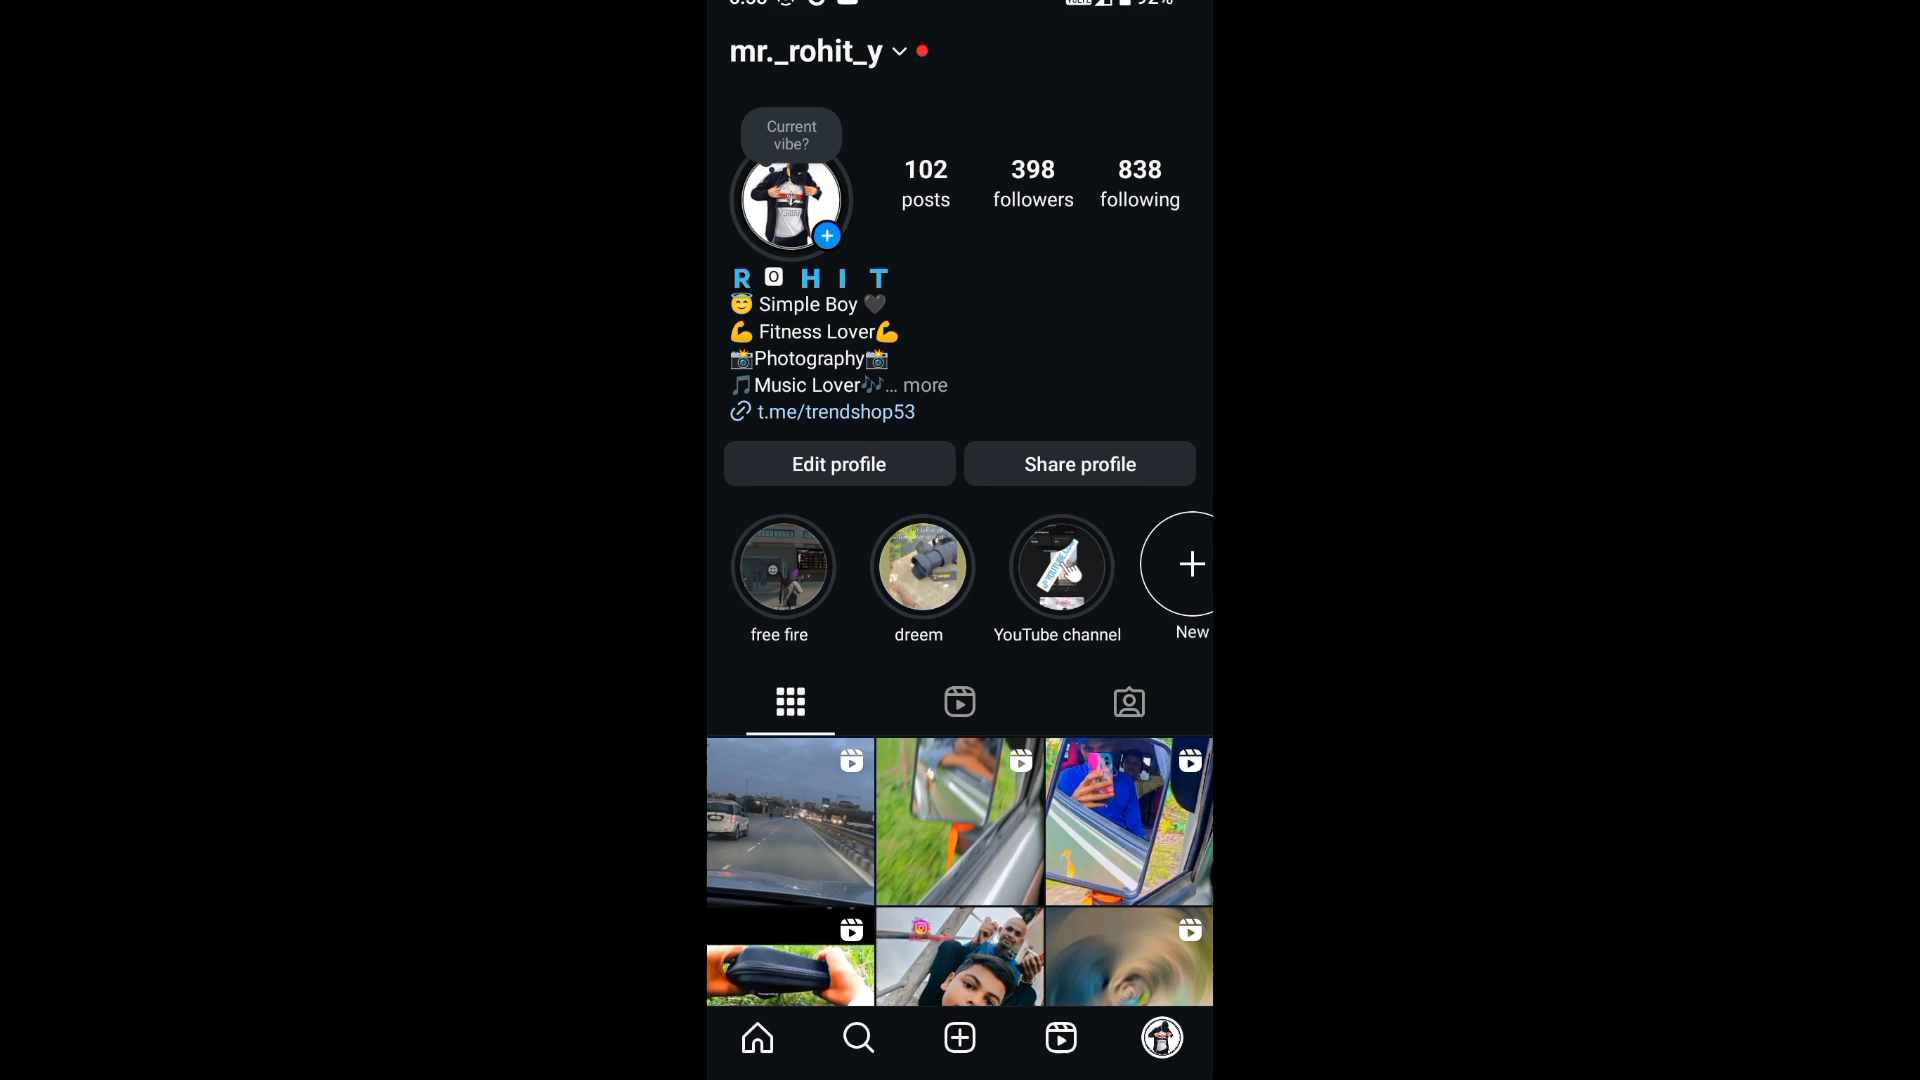 mr._rohit_y
Current
vibe?
102 398 838
posts followers following
R O H I T
😇 Simple Boy 🖤
💪 Fitness Lover💪
📸Photography📸
🎵Music Lover🎶... more
t.me/trendshop53
Edit profile Share profile
free fire dreem YouTube channel New